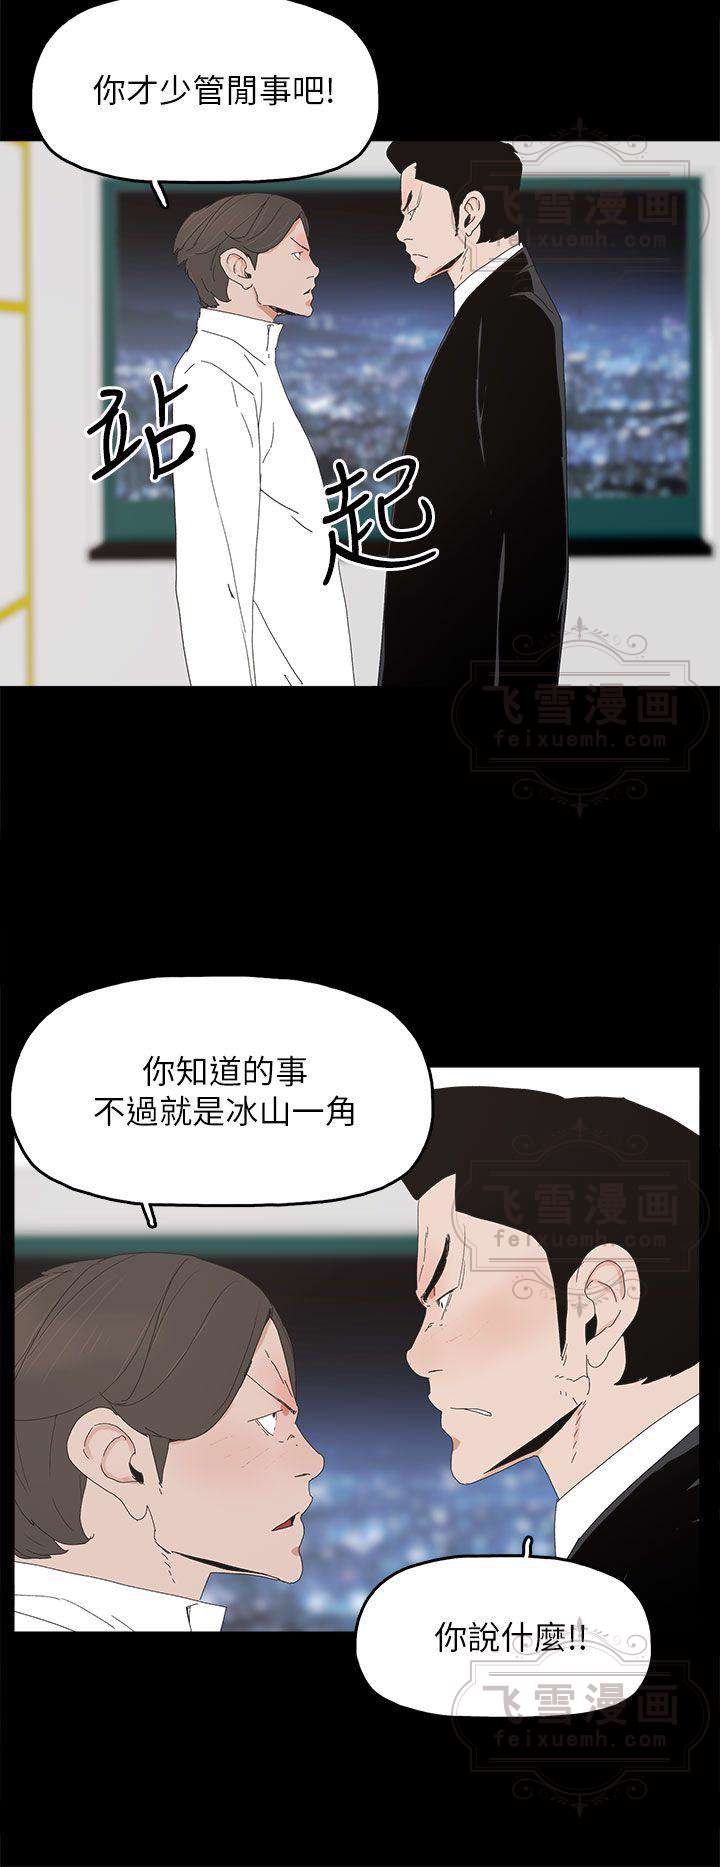 你才少管閒事吧!
飞雪漫画
feixuemh.com
站
起
飞雪漫画
feixuemh.com
你知道的事
不過就是冰山一角
飞雪漫画
feixuemh.com
你說什麼!!
飞雪漫画
feixuemh.com